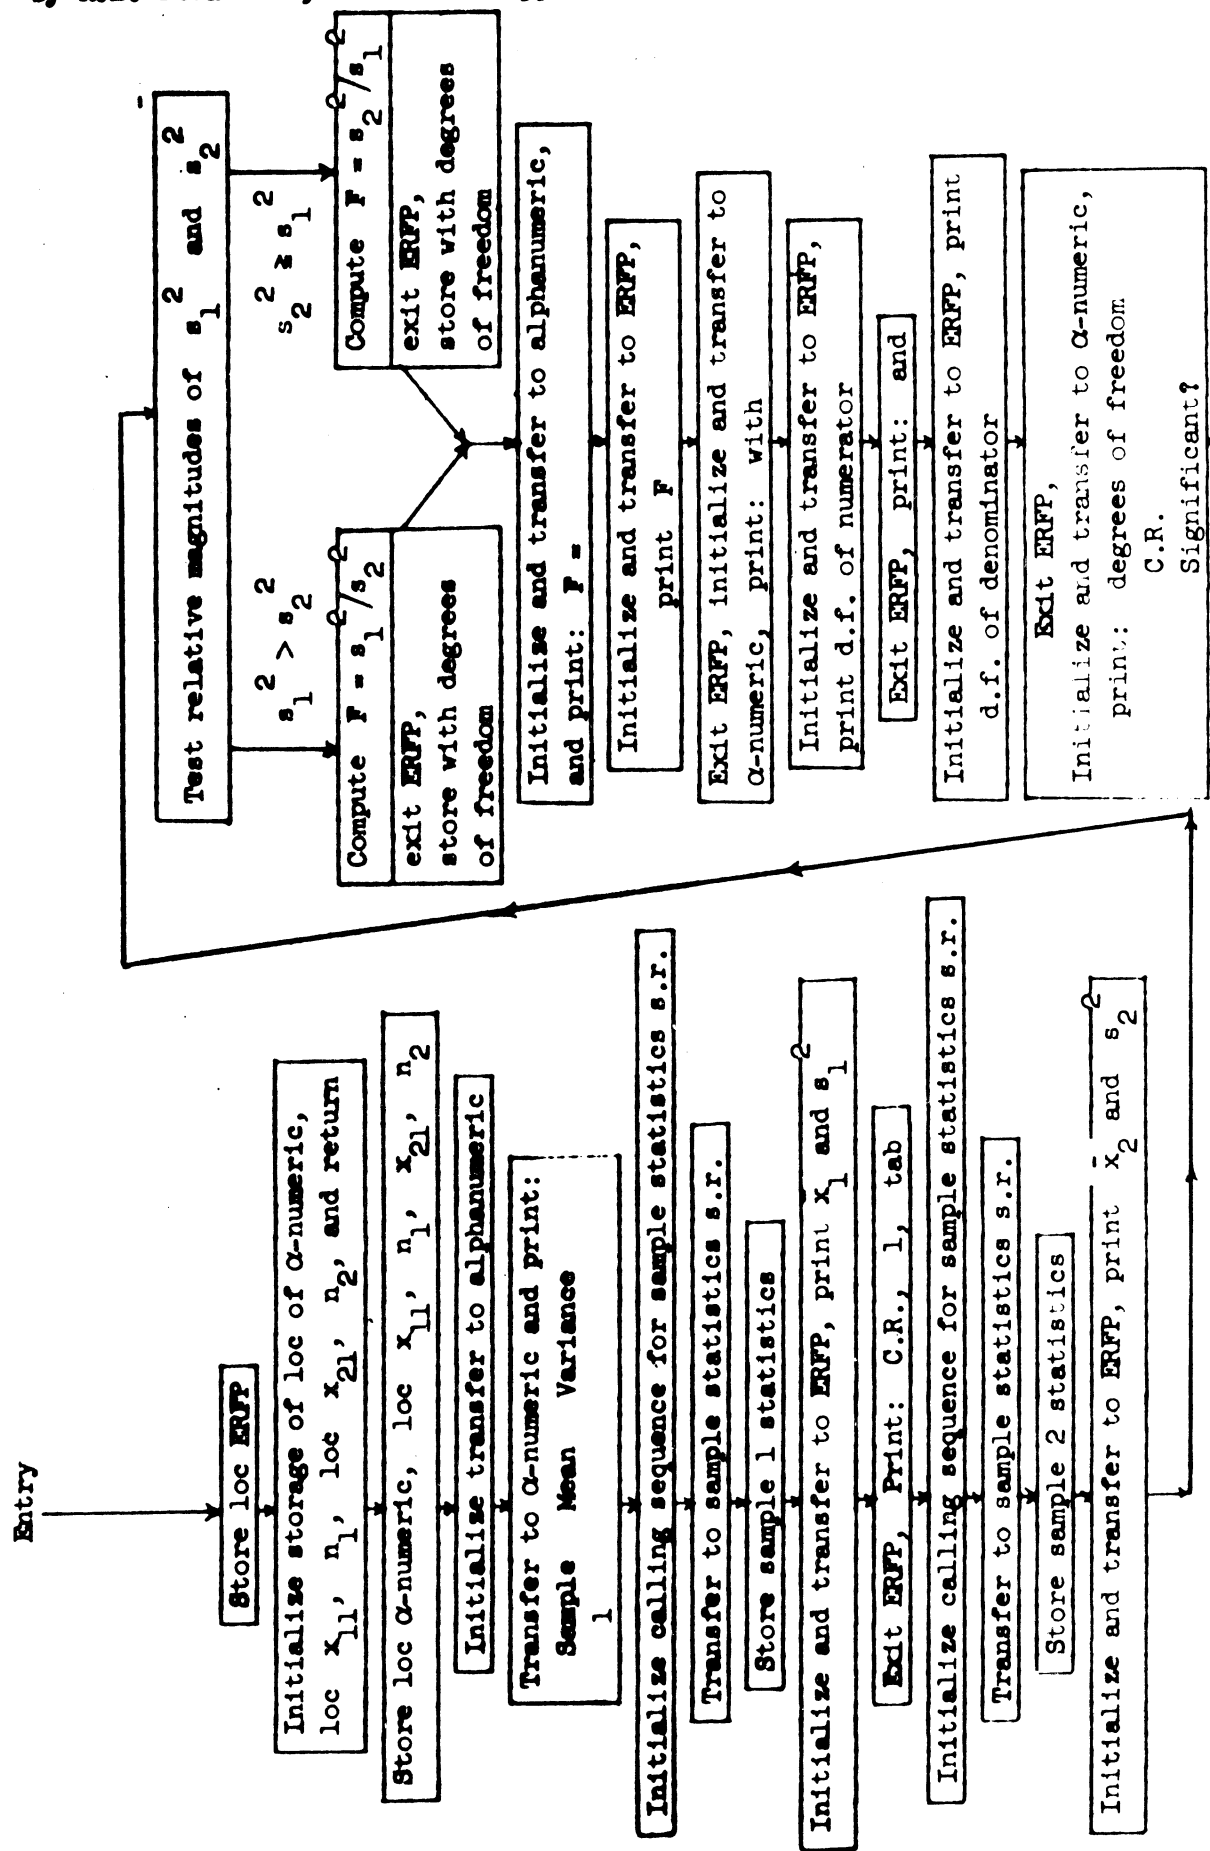 Entry
Store loc ERFP
Initialize storage of loc of α-numeric,
loc x₁₁, n₁, loc x₂₁, n₂, and return
Store loc α-numeric, loc x₁₁, n₁, x₂₁, n₂
Initialize transfer to alphanumeric
Transfer to α-numeric and print:
Sample Mean Variance
1
Initialize calling sequence for sample statistics s.r.
Transfer to sample statistics s.r.
Store sample 1 statistics
Initialize and transfer to ERFP, print x̄₁ and s₁²
Exit ERFP, Print: C.R., 1, tab
Initialize calling sequence for sample statistics s.r.
Transfer to sample statistics s.r.
Store sample 2 statistics
Initialize and transfer to ERFP, print x̄₂ and s₂²
Test relative magnitudes of s₁² and s₂²
s₁² > s₂²
s₂² ≥ s₁²
Compute F = s₁²/s₂²
exit ERFP,
store with degrees
of freedom
Compute F = s₂²/s₁²
exit ERFP,
store with degrees
of freedom
Initialize and transfer to alphanumeric,
and print: F =
Initialize and transfer to ERFP,
print F
Exit ERFP, initialize and transfer to
α-numeric, print: with
Initialize and transfer to ERFP,
print d.f. of numerator
Exit ERFP, print: and
Initialize and transfer to ERFP, print
d.f. of denominator
Exit ERFP,
Initialize and transfer to α-numeric,
print: degrees of freedom
C.R.
Significant?